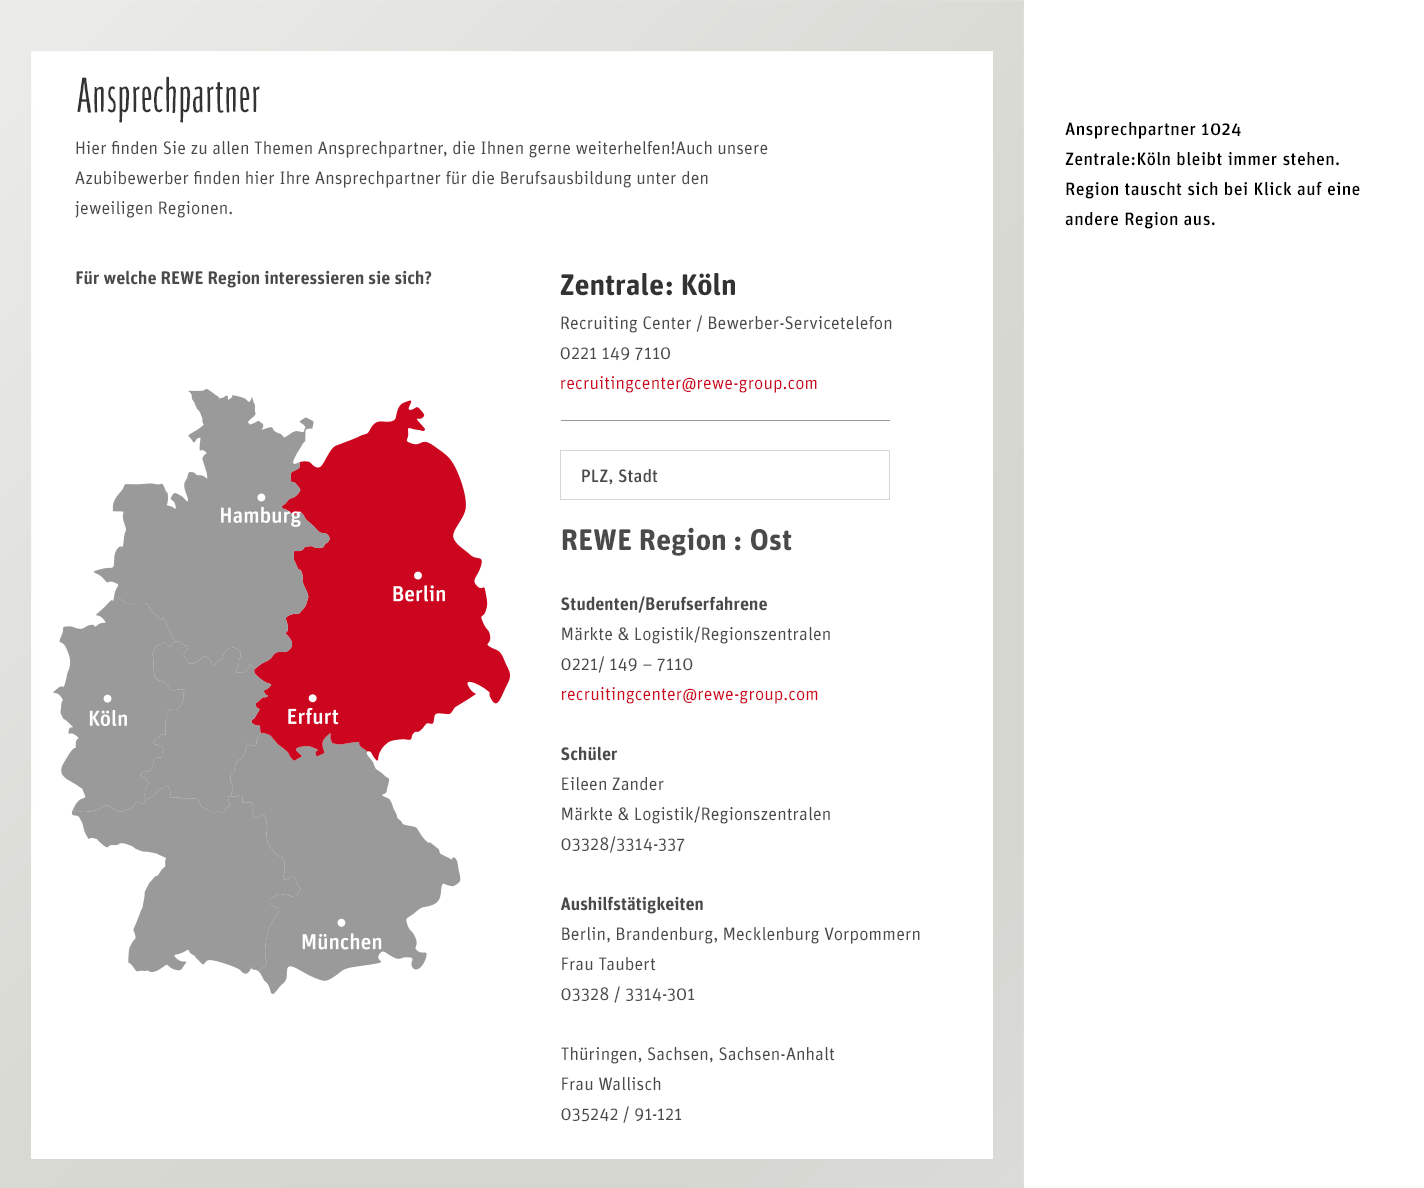 Ansprechpartner
Hier finden Sie zu allen Themen Ansprechpartner, die Ihnen gerne weiterhelfen!Auch unsere
Azubibewerber finden hier Ihre Ansprechpartner für die Berufsausbildung unter den
jeweiligen Regionen.
Für welche REWE Region interessieren sie sich?
Hamburg
Berlin
Köln
Erfurt
München
Zentrale: Köln
Recruiting Center / Bewerber-Servicetelefon
0221 149 7110
recruitingcenter@rewe-group.com
PLZ, Stadt
REWE Region : Ost
Studenten/Berufserfahrene
Märkte & Logistik/Regionszentralen
0221/ 149 – 7110
recruitingcenter@rewe-group.com
Schüler
Eileen Zander
Märkte & Logistik/Regionszentralen
03328/3314-337
Aushilfstätigkeiten
Berlin, Brandenburg, Mecklenburg Vorpommern
Frau Taubert
03328 / 3314-301
Thüringen, Sachsen, Sachsen-Anhalt
Frau Wallisch
035242 / 91-121
Ansprechpartner 1024
Zentrale:Köln bleibt immer stehen.
Region tauscht sich bei Klick auf eine
andere Region aus.